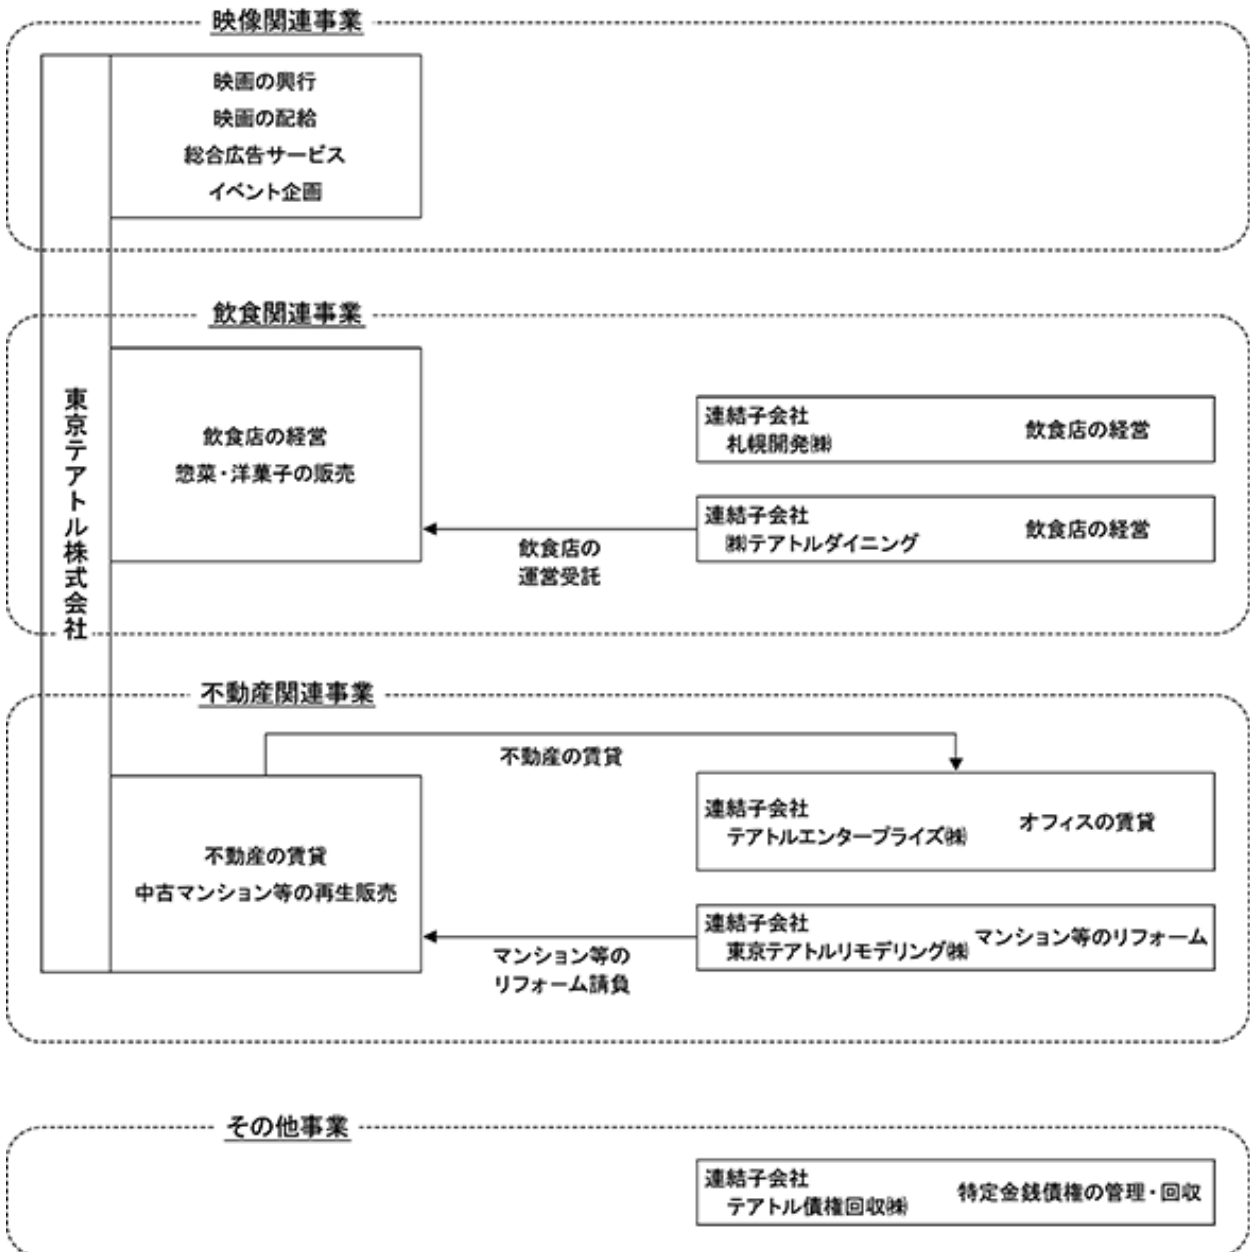 映像関連事業
映画の興行
映画の配給
総合広告サービス
イベント企画
東京テアトル株式会社
飲食関連事業
飲食店の経営
惣菜・洋菓子の販売
連結子会社
札幌開発㈱
飲食店の経営
連結子会社
㈱テアトルダイニング
飲食店の経営
飲食店の
運営受託
不動産関連事業
不動産の賃貸
不動産の賃貸
中古マンション等の再生販売
連結子会社
テアトルエンタープライズ㈱
オフィスの賃貸
連結子会社
東京テアトルリモデリング㈱
マンション等のリフォーム
マンション等の
リフォーム請負
その他事業
連結子会社
テアトル債権回収㈱
特定金銭債権の管理・回収